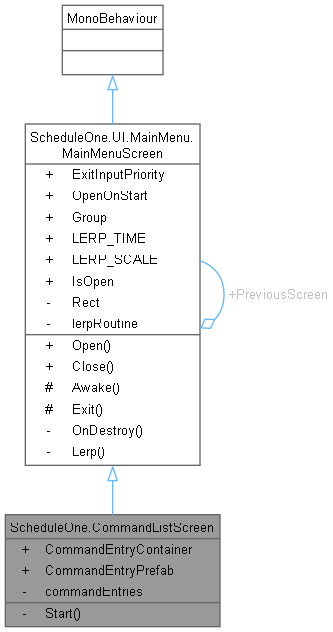 MonoBehaviour
ScheduleOne.UI.MainMenu.
MainMenuScreen
+ ExitInputPriority
+ OpenOnStart
+ Group
+ LERP_TIME
+ LERP_SCALE
+ IsOpen
- Rect
- lerpRoutine
+PreviousScreen
+ Open()
+ Close()
# Awake()
# Exit()
- OnDestroy()
- Lerp()
ScheduleOne.CommandListScreen
+ CommandEntryContainer
+ CommandEntryPrefab
- commandEntries
- Start()